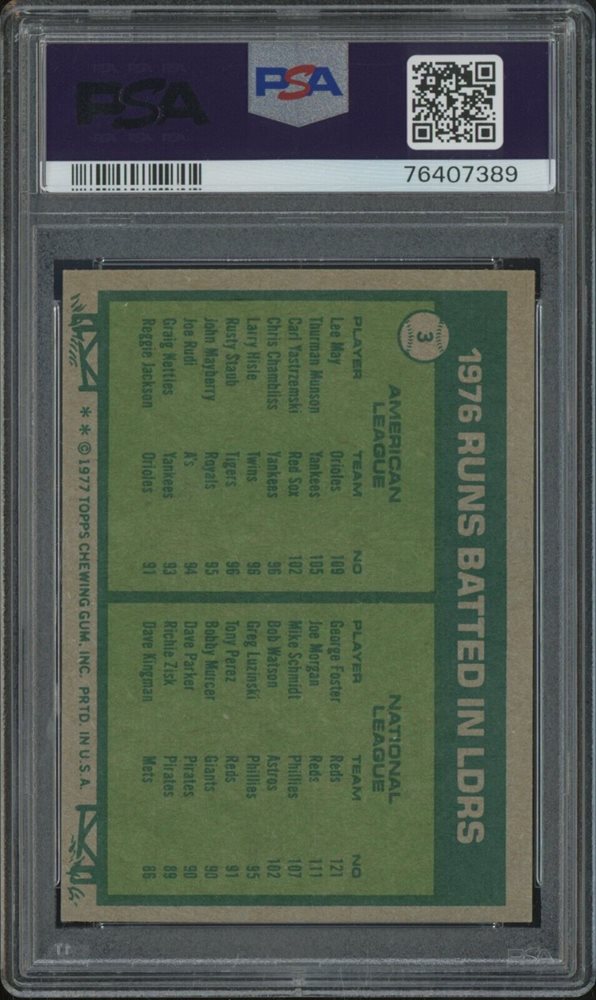 PSA
PSA
76407389
3
1976 RUNS BATTED IN LDRS
AMERICAN LEAGUE
PLAYER TEAM NO
Lee May Orioles 109
Thurman Munson Yankees 105
Carl Yastrzemski Red Sox 102
Chris Chambliss Yankees 96
Larry Hisle Twins 96
Rusty Staub Tigers 96
John Mayberry Royals 95
Joe Rudi A's 94
Graig Nettles Yankees 93
Reggie Jackson Orioles 91
NATIONAL LEAGUE
PLAYER TEAM NO
George Foster Reds 121
Joe Morgan Reds 111
Mike Schmidt Phillies 107
Bob Watson Astros 102
Greg Luzinski Phillies 95
Tony Perez Reds 91
Bobby Murcer Giants 90
Dave Parker Pirates 90
Richie Zisk Pirates 89
Dave Kingman Mets 86
* * © 1977 TOPPS CHEWING GUM, INC. PRTD. IN U.S.A.
PSA